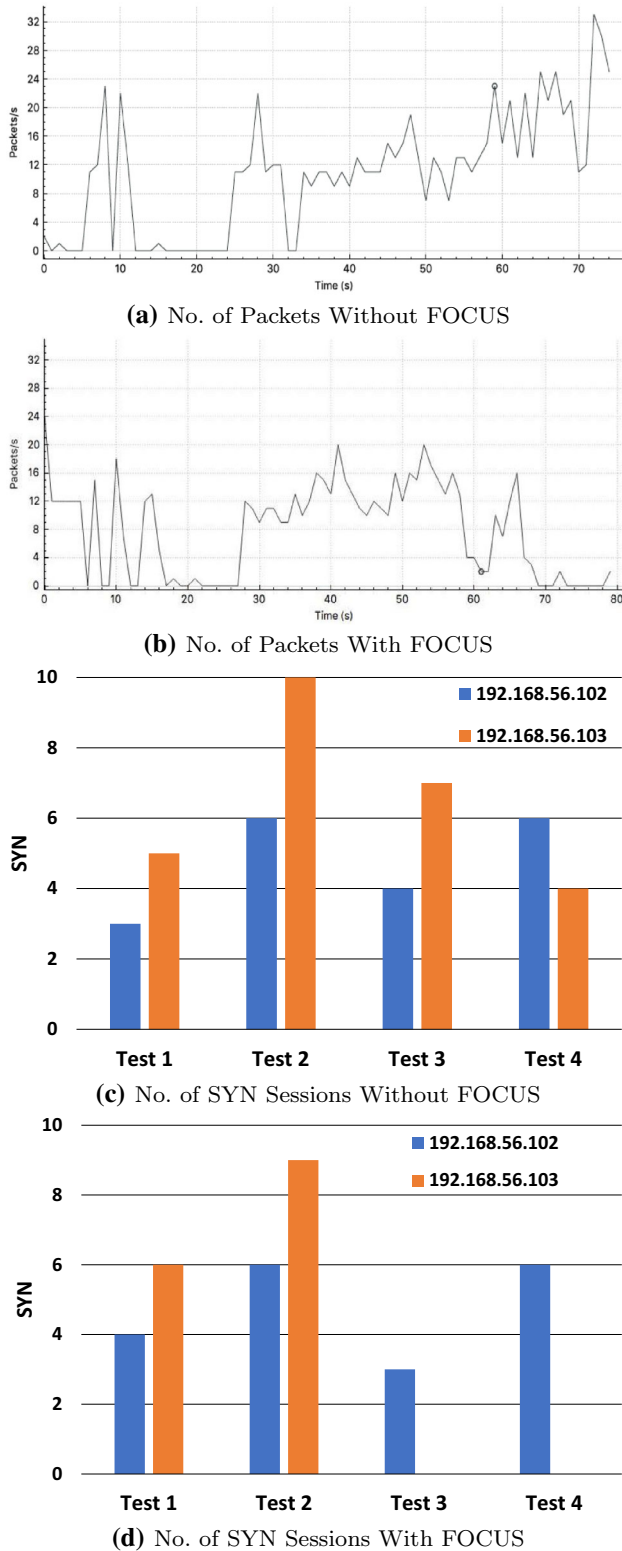 32
28
24
20
16
12
8
4
0
Packets/s
0 10 20 30 40 50 60 70
Time (s)
(a) No. of Packets Without FOCUS
32
28
24
20
16
12
8
4
0
Packets/s
0 10 20 30 40 50 60 70 80
Time (s)
(b) No. of Packets With FOCUS
10
8
6
4
2
0
SYN
192.168.56.102
192.168.56.103
Test 1 Test 2 Test 3 Test 4
(c) No. of SYN Sessions Without FOCUS
10
8
6
4
2
0
SYN
192.168.56.102
192.168.56.103
Test 1 Test 2 Test 3 Test 4
(d) No. of SYN Sessions With FOCUS